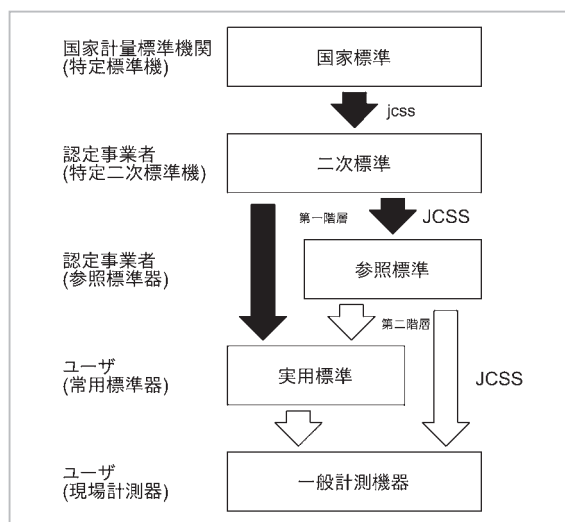 国家計量標準機関
(特定標準機)
国家標準
jcss
認定事業者
(特定二次標準機)
二次標準
第一階層
JCSS
認定事業者
(参照標準器)
参照標準
第二階層
ユーザ
(常用標準器)
実用標準
JCSS
ユーザ
(現場計測器)
一般計測機器